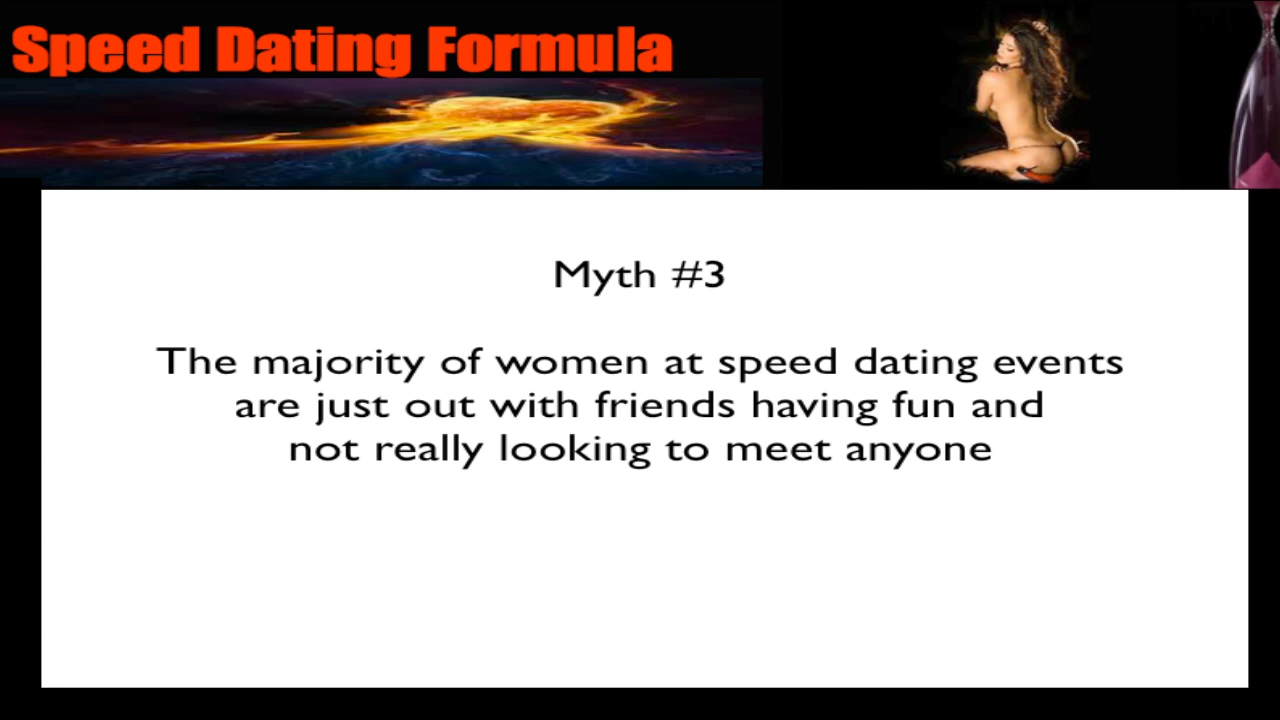 Speed Dating Formula
Myth #3
The majority of women at speed dating events
are just out with friends having fun and
not really looking to meet anyone